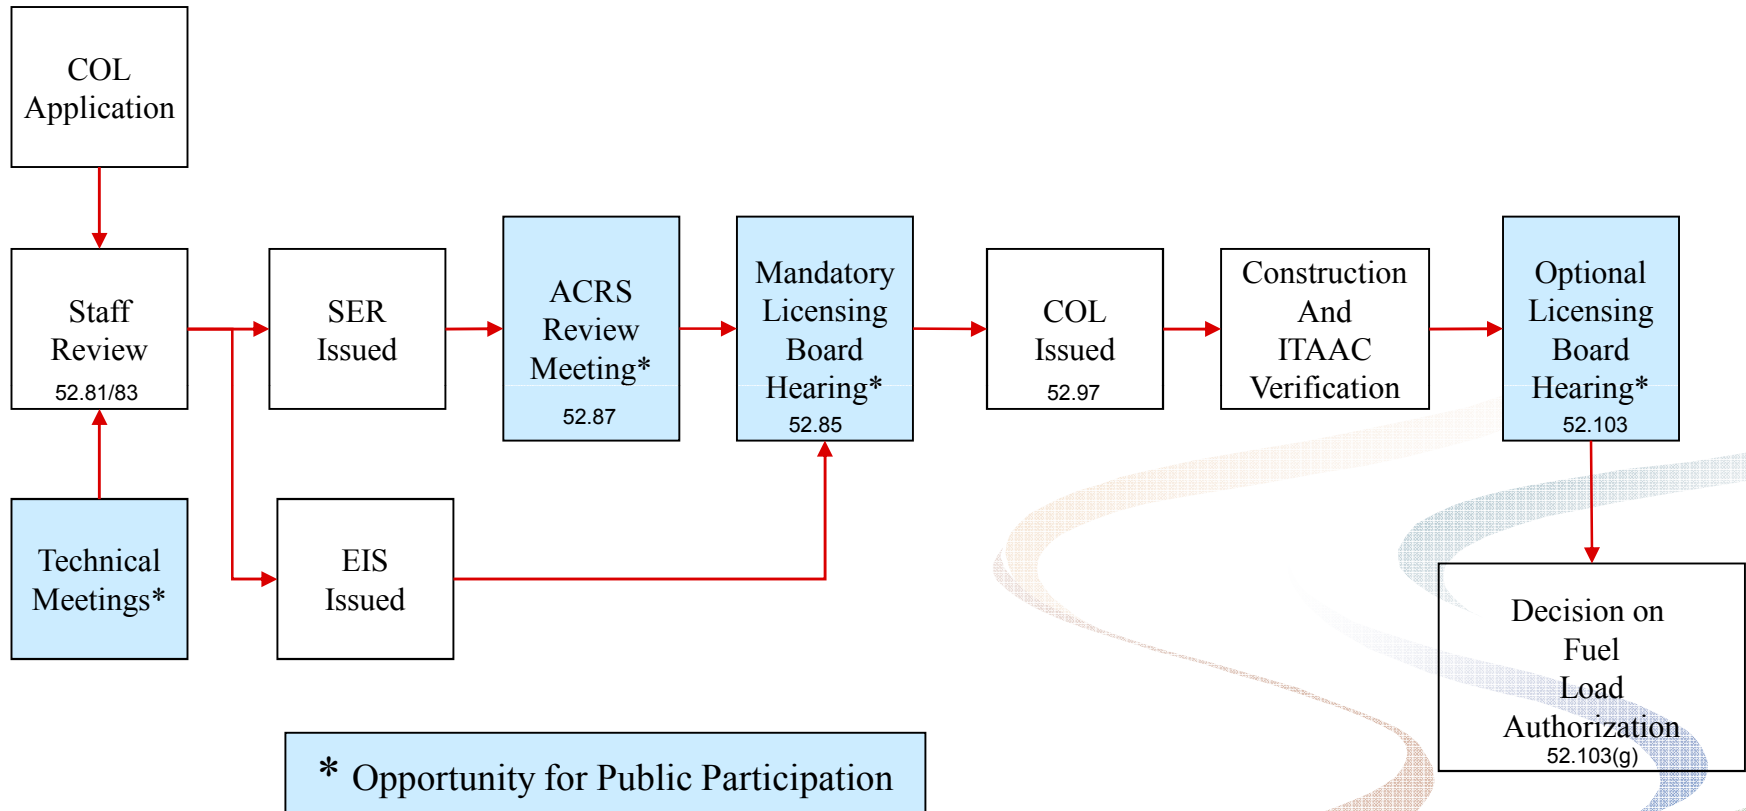 COL
Application
Staff
Review
52.81/83
Technical
Meetings*
SER
Issued
EIS
Issued
ACRS
Review
Meeting*
52.87
Mandatory
Licensing
Board
Hearing*
52.85
COL
Issued
52.97
Construction
And
ITAAC
Verification
Optional
Licensing
Board
Hearing*
52.103
Decision on
Fuel
Load
Authorization
52.103(g)
* Opportunity for Public Participation